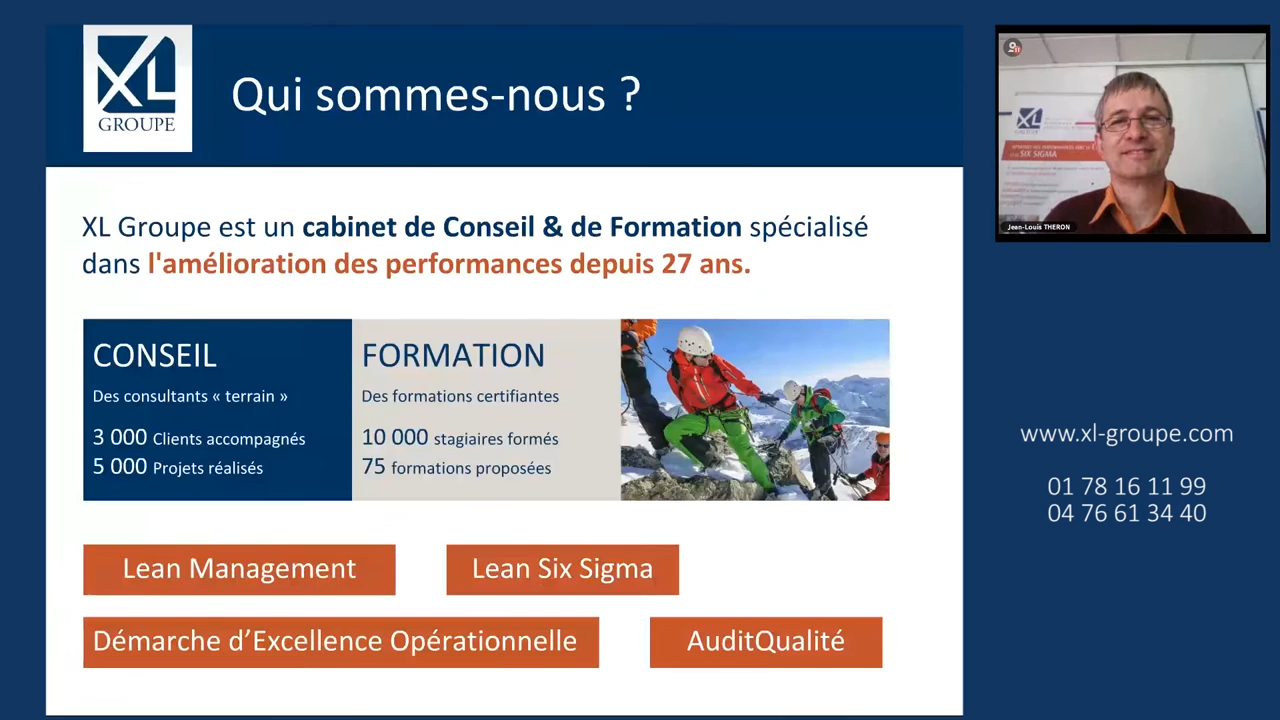 XL
GROUPE
Qui sommes-nous ?
XL Groupe est un cabinet de Conseil & de Formation spécialisé
dans l'amélioration des performances depuis 27 ans.
CONSEIL
Des consultants « terrain »
3 000 Clients accompagnés
5 000 Projets réalisés
FORMATION
Des formations certifiantes
10 000 stagiaires formés
75 formations proposées
Lean Management
Lean Six Sigma
Démarche d’Excellence Opérationnelle
AuditQualité
XL
SIX SIGMA
Jean-Louis THERON
www.xl-groupe.com
01 78 16 11 99
04 76 61 34 40